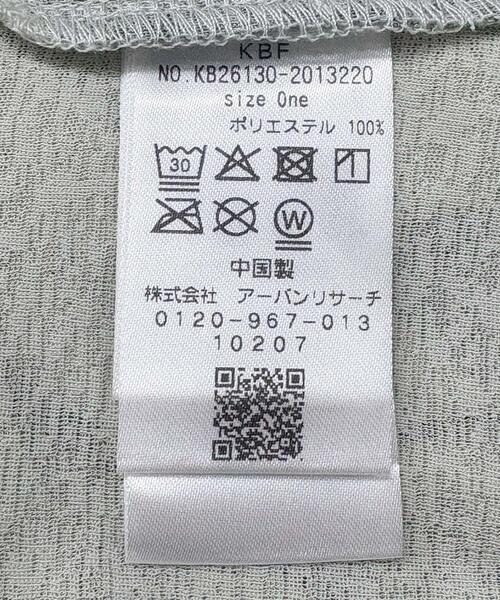 KBF
NO.KB26130-2013220
size One
ポリエステル 100%
30
W
中国製
株式会社 アーバンリサーチ
0120-967-013
10207